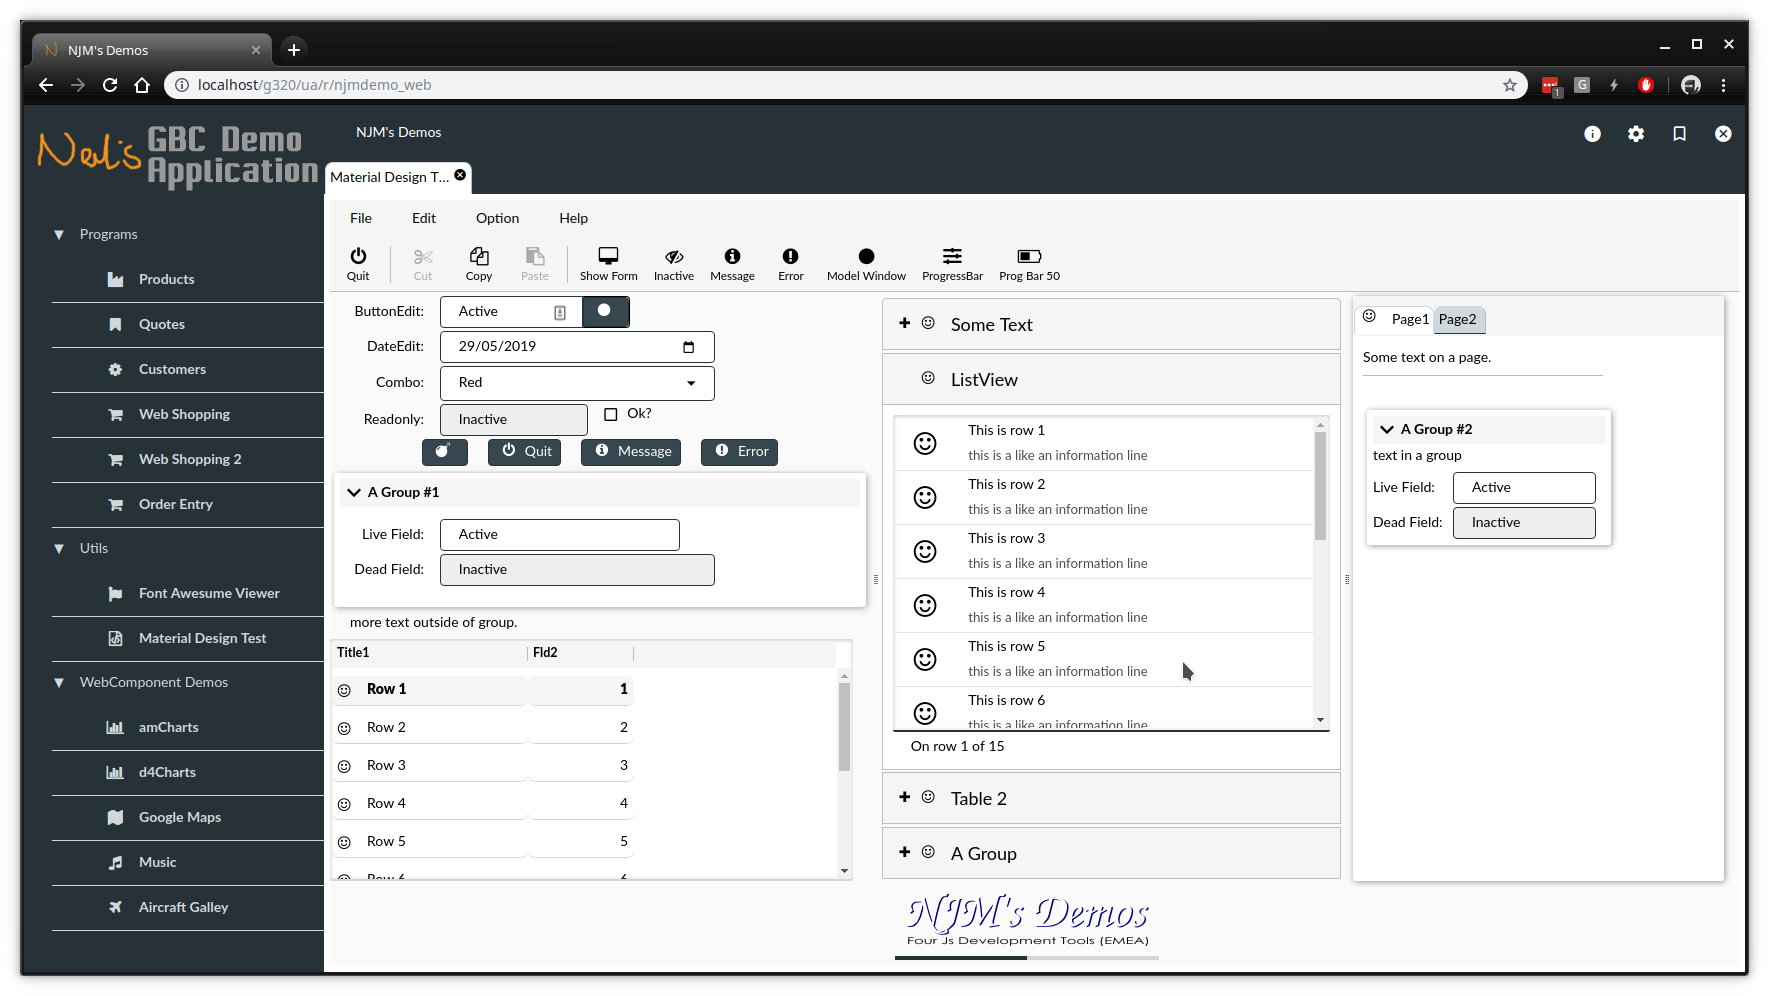 NJM's Demos
localhost/g320/ua/r/njmdemo_web
1
G
Neil's GBC Demo Application
NJM's Demos
Material Design T...
Programs
Products
Quotes
Customers
Web Shopping
Web Shopping 2
Order Entry
Utils
Font Awesome Viewer
Material Design Test
WebComponent Demos
amCharts
d4Charts
Google Maps
Music
Aircraft Galley
File Edit Option Help
Quit Cut Copy Paste Show Form Inactive Message Error Model Window ProgressBar Prog Bar 50
ButtonEdit: Active
DateEdit: 29/05/2019
Combo: Red
Readonly: Inactive Ok?
Quit Message Error
A Group #1
Live Field: Active
Dead Field: Inactive
more text outside of group.
Title1 Fld2
Row 1 1
Row 2 2
Row 3 3
Row 4 4
Row 5 5
Row 6 6
Some Text
ListView
This is row 1
this is a like an information line
This is row 2
this is a like an information line
This is row 3
this is a like an information line
This is row 4
this is a like an information line
This is row 5
this is a like an information line
This is row 6
this is a like an information line
On row 1 of 15
Table 2
A Group
NJM's Demos
Four Js Development Tools (EMEA)
Page1 Page2
Some text on a page.
A Group #2
text in a group
Live Field: Active
Dead Field: Inactive